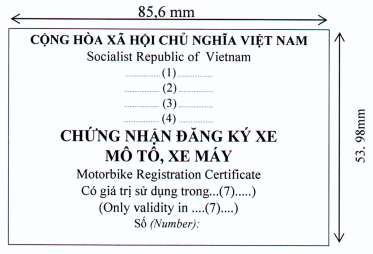 85,6 mm
CỘNG HÒA XÃ HỘI CHỦ NGHĨA VIỆT NAM
Socialist Republic of Vietnam
............(1)............
............(2)............
............(3)............
............(4)............
CHỨNG NHẬN ĐĂNG KÝ XE
MÔ TÔ, XE MÁY
Motorbike Registration Certificate
Có giá trị sử dụng trong...(7).....)
(Only validity in ....(7)....)
Số (Number):
53. 98mm